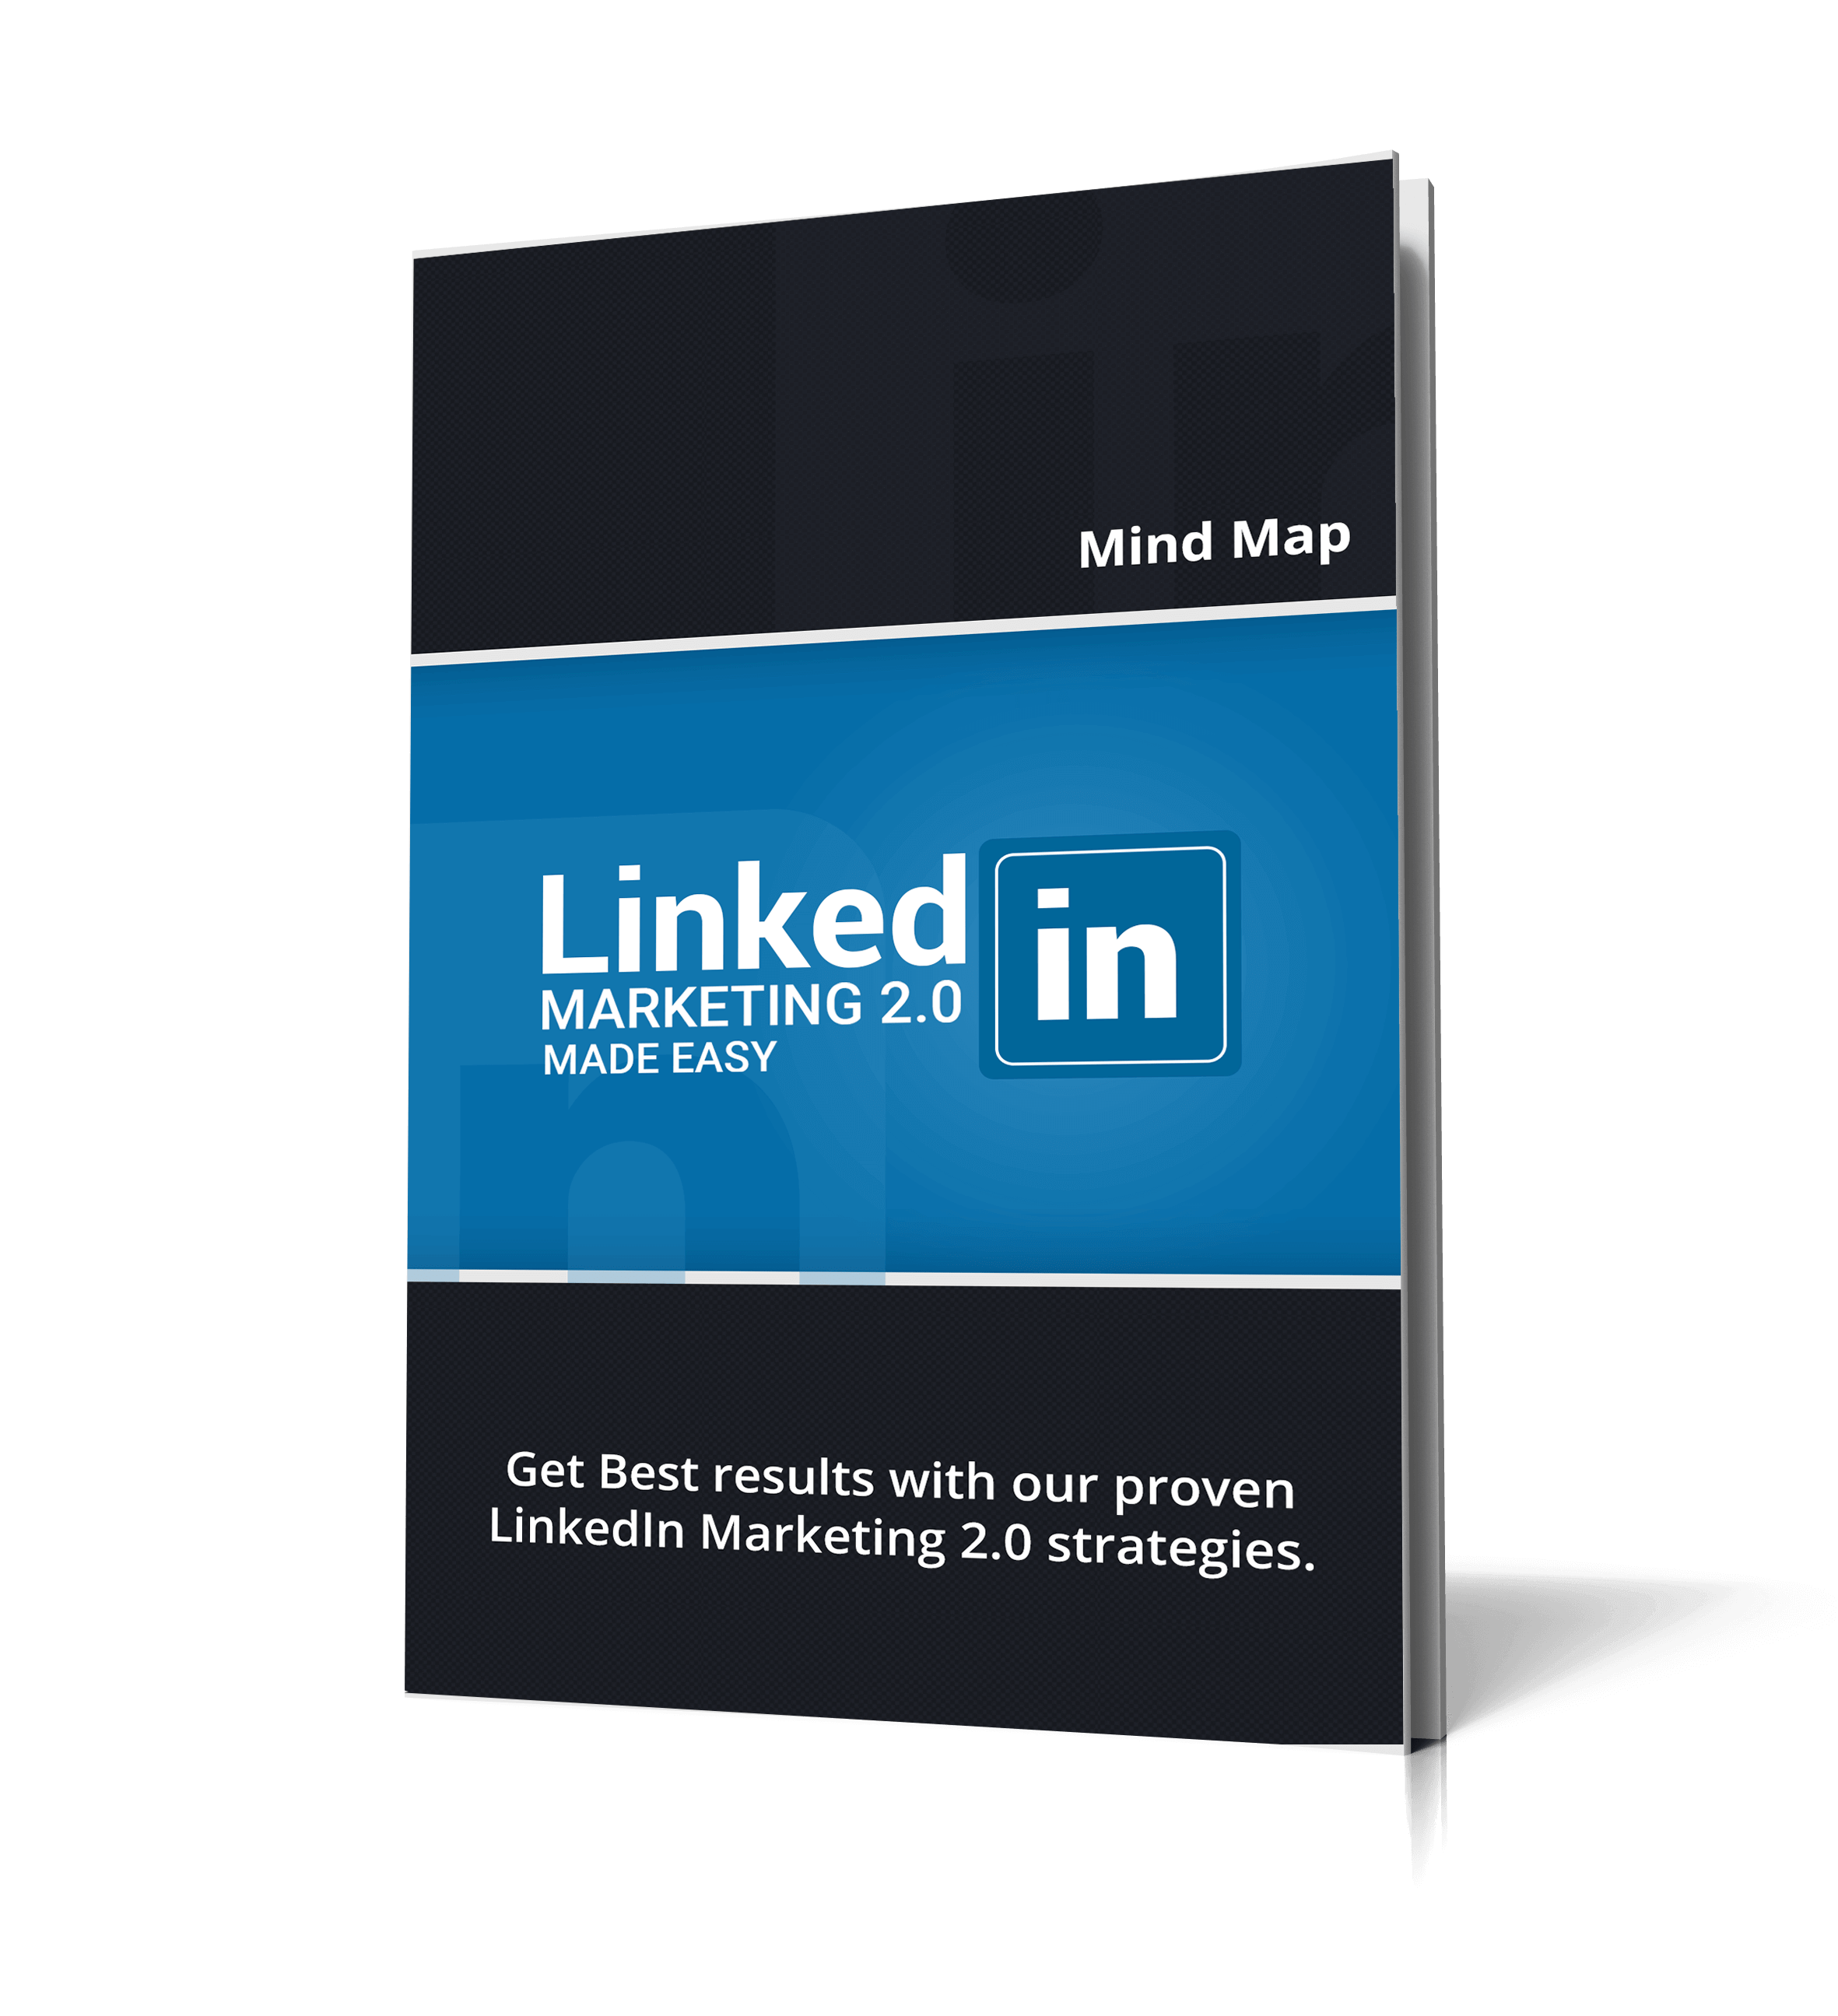 Mind Map
Linked in
MARKETING 2.0
MADE EASY
Get Best results with our proven
LinkedIn Marketing 2.0 strategies.